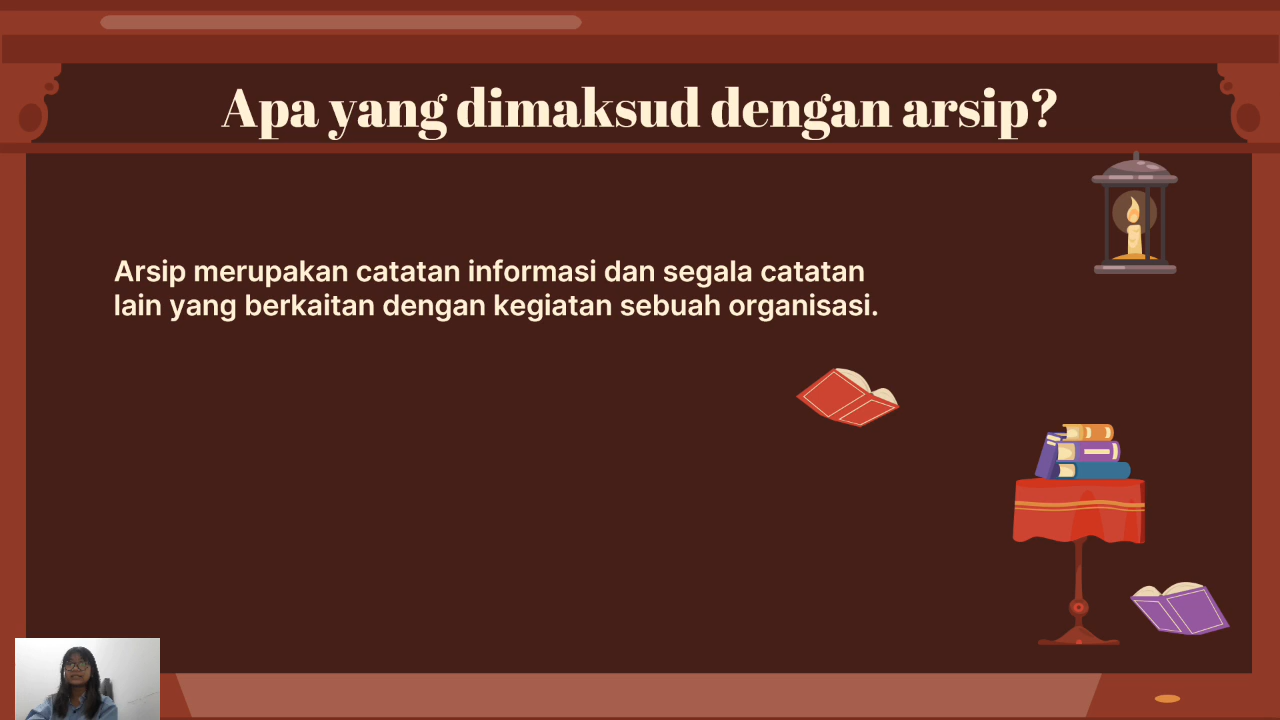 Apa yang dimaksud dengan arsip?
Arsip merupakan catatan informasi dan segala catatan
lain yang berkaitan dengan kegiatan sebuah organisasi.